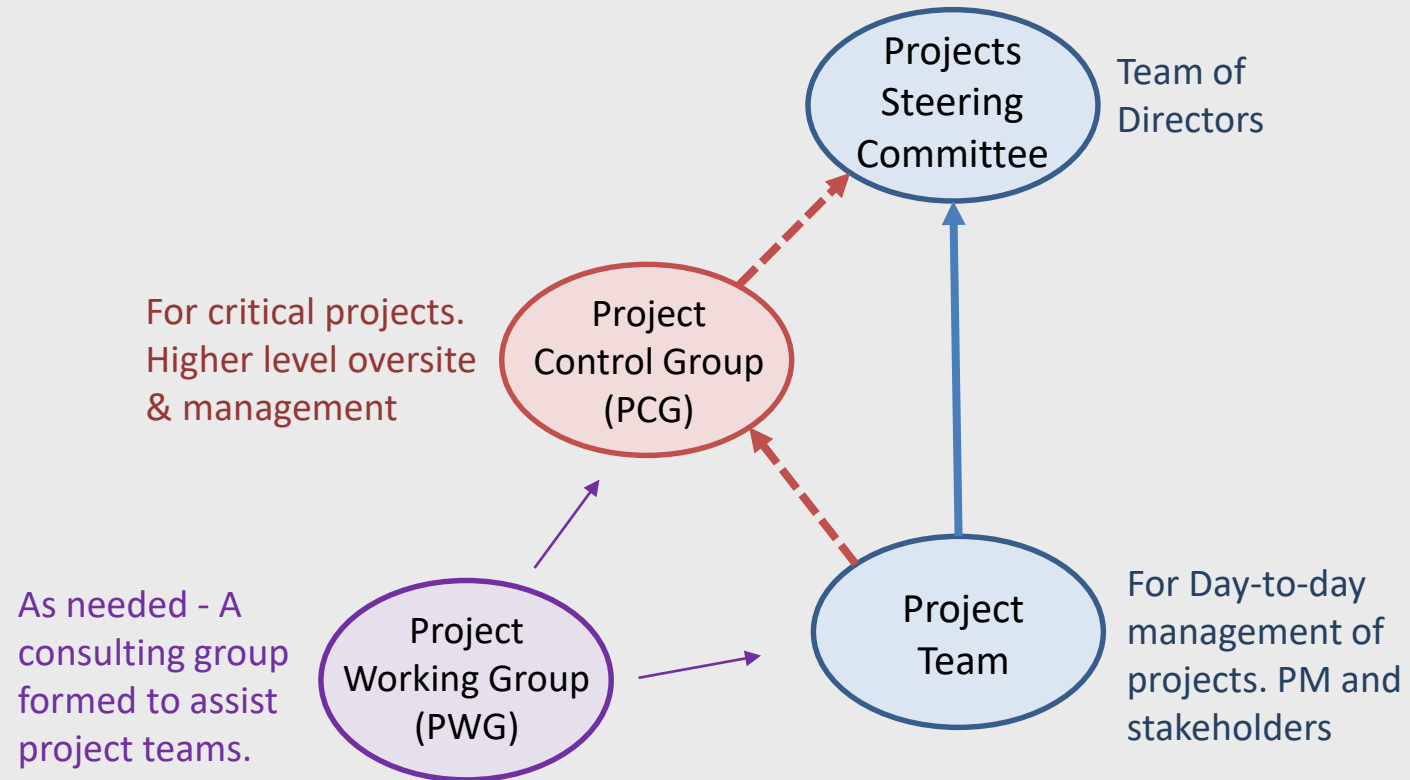 Projects
Steering
Committee
Team of
Directors
For critical projects.
Higher level oversite
& management
Project
Control Group
(PCG)
As needed - A
consulting group
formed to assist
project teams.
Project
Working Group
(PWG)
Project
Team
For Day-to-day
management of
projects. PM and
stakeholders